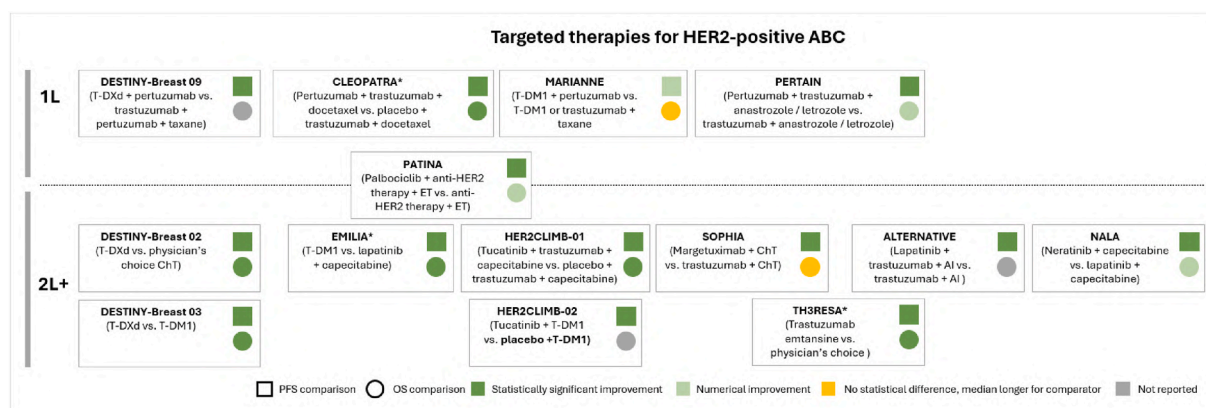 Targeted therapies for HER2-positive ABC
1L
DESTINY-Breast 09
(T-DXd + pertuzumab vs.
trastuzumab +
pertuzumab + taxane)
CLEOPATRA*
(Pertuzumab + trastuzumab +
docetaxel vs. placebo +
trastuzumab + docetaxel
MARIANNE
(T-DM1 + pertuzumab vs.
T-DM1 or trastuzumab +
taxane
PERTAIN
(Pertuzumab + trastuzumab +
anastrozole / letrozole vs.
trastuzumab + anastrozole / letrozole)
PATINA
(Palbociclib + anti-HER2
therapy + ET vs. anti-
HER2 therapy + ET)
2L+
DESTINY-Breast 02
(T-DXd vs. physician's
choice ChT)
EMILIA*
(T-DM1 vs. lapatinib
+ capecitabine)
HER2CLIMB-01
(Tucatinib + trastuzumab +
capecitabine vs. placebo +
trastuzumab + capecitabine)
SOPHIA
(Margetuximab + ChT
vs. trastuzumab + ChT)
ALTERNATIVE
(Lapatinib +
trastuzumab + AI vs.
trastuzumab + AI )
NALA
(Neratinib + capecitabine
vs. lapatinib +
capecitabine)
DESTINY-Breast 03
(T-DXd vs. T-DM1)
HER2CLIMB-02
(Tucatinib + T-DM1
vs. placebo +T-DM1)
TH3RESA*
(Trastuzumab
emtansine vs.
physician's choice )
PFS comparison
OS comparison
Statistically significant improvement
Numerical improvement
No statistical difference, median longer for comparator
Not reported